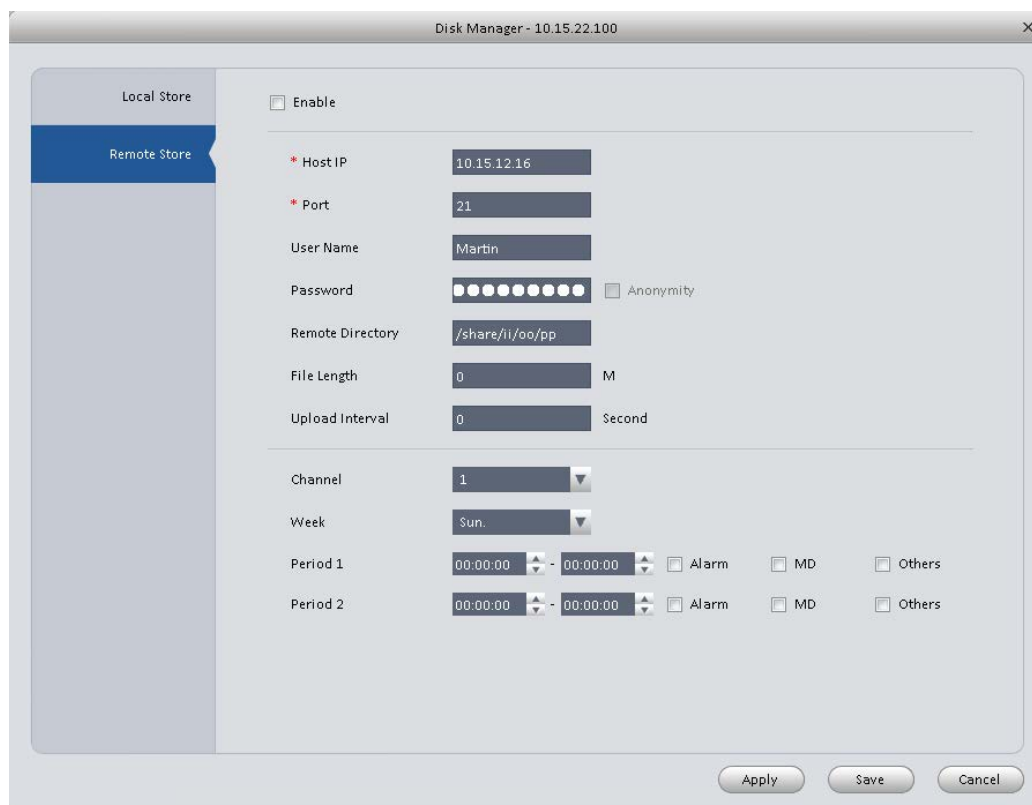 Disk Manager - 10.15.22.100
Local Store
Remote Store
Enable
* Host IP 10.15.12.16
* Port 21
User Name Martin
Password ●●●●●●●●● Anonymity
Remote Directory /share/ii/oo/pp
File Length 0 M
Upload Interval 0 Second
Channel 1
Week Sun.
Period 1 00:00:00 - 00:00:00 Alarm MD Others
Period 2 00:00:00 - 00:00:00 Alarm MD Others
Apply Save Cancel